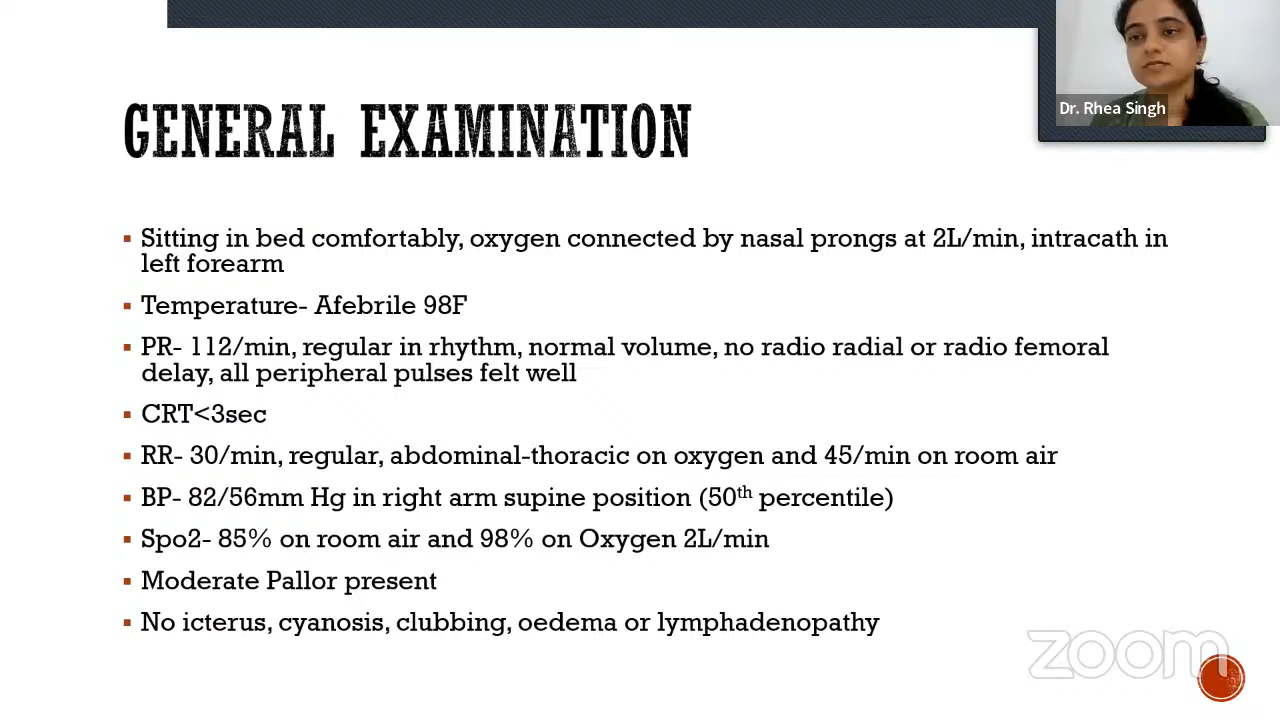 Dr. Rhea Singh
GENERAL EXAMINATION
▪ Sitting in bed comfortably, oxygen connected by nasal prongs at 2L/min, intracath in
left forearm
▪ Temperature- Afebrile 98F
▪ PR- 112/min, regular in rhythm, normal volume, no radio radial or radio femoral
delay, all peripheral pulses felt well
▪ CRT<3sec
▪ RR- 30/min, regular, abdominal-thoracic on oxygen and 45/min on room air
▪ BP- 82/56mm Hg in right arm supine position (50th percentile)
▪ Spo2- 85% on room air and 98% on Oxygen 2L/min
▪ Moderate Pallor present
▪ No icterus, cyanosis, clubbing, oedema or lymphadenopathy
zoom